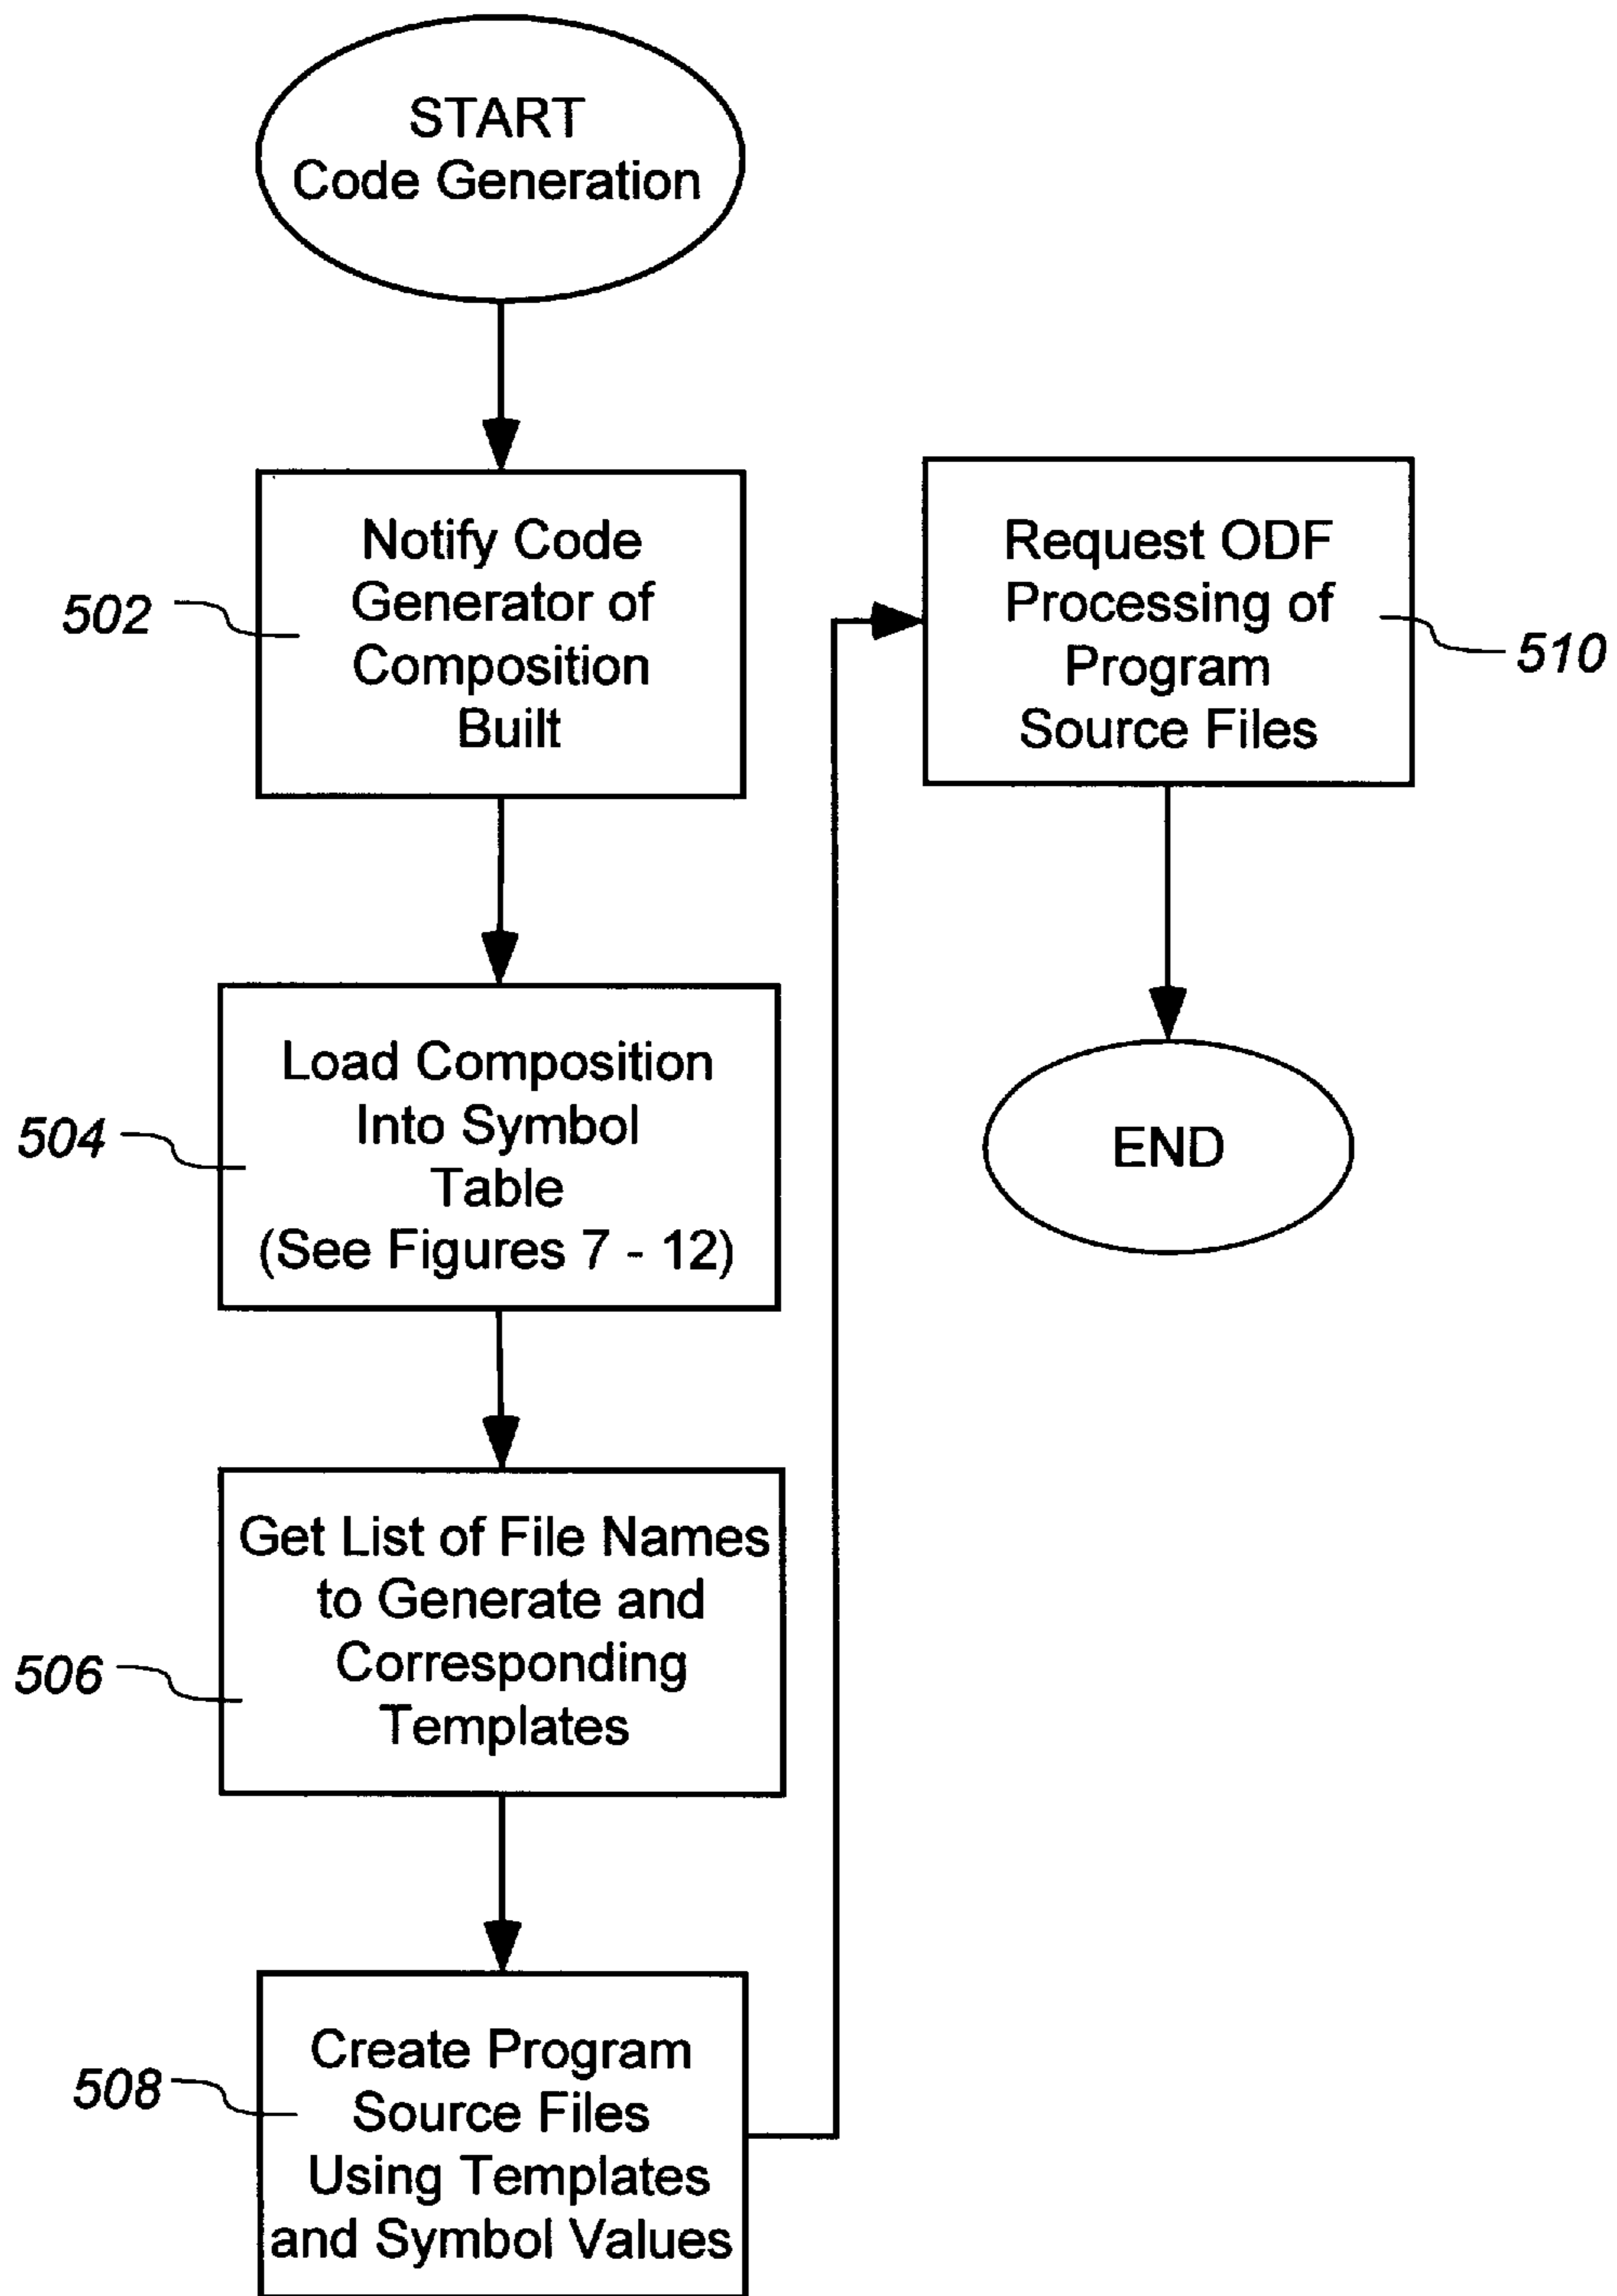 START
Code Generation
502
Notify Code
Generator of
Composition
Built
504
Load Composition
Into Symbol
Table
(See Figures 7 - 12)
506
Get List of File Names
to Generate and
Corresponding
Templates
508
Create Program
Source Files
Using Templates
and Symbol Values
Request ODF
Processing of
Program
Source Files
510
END